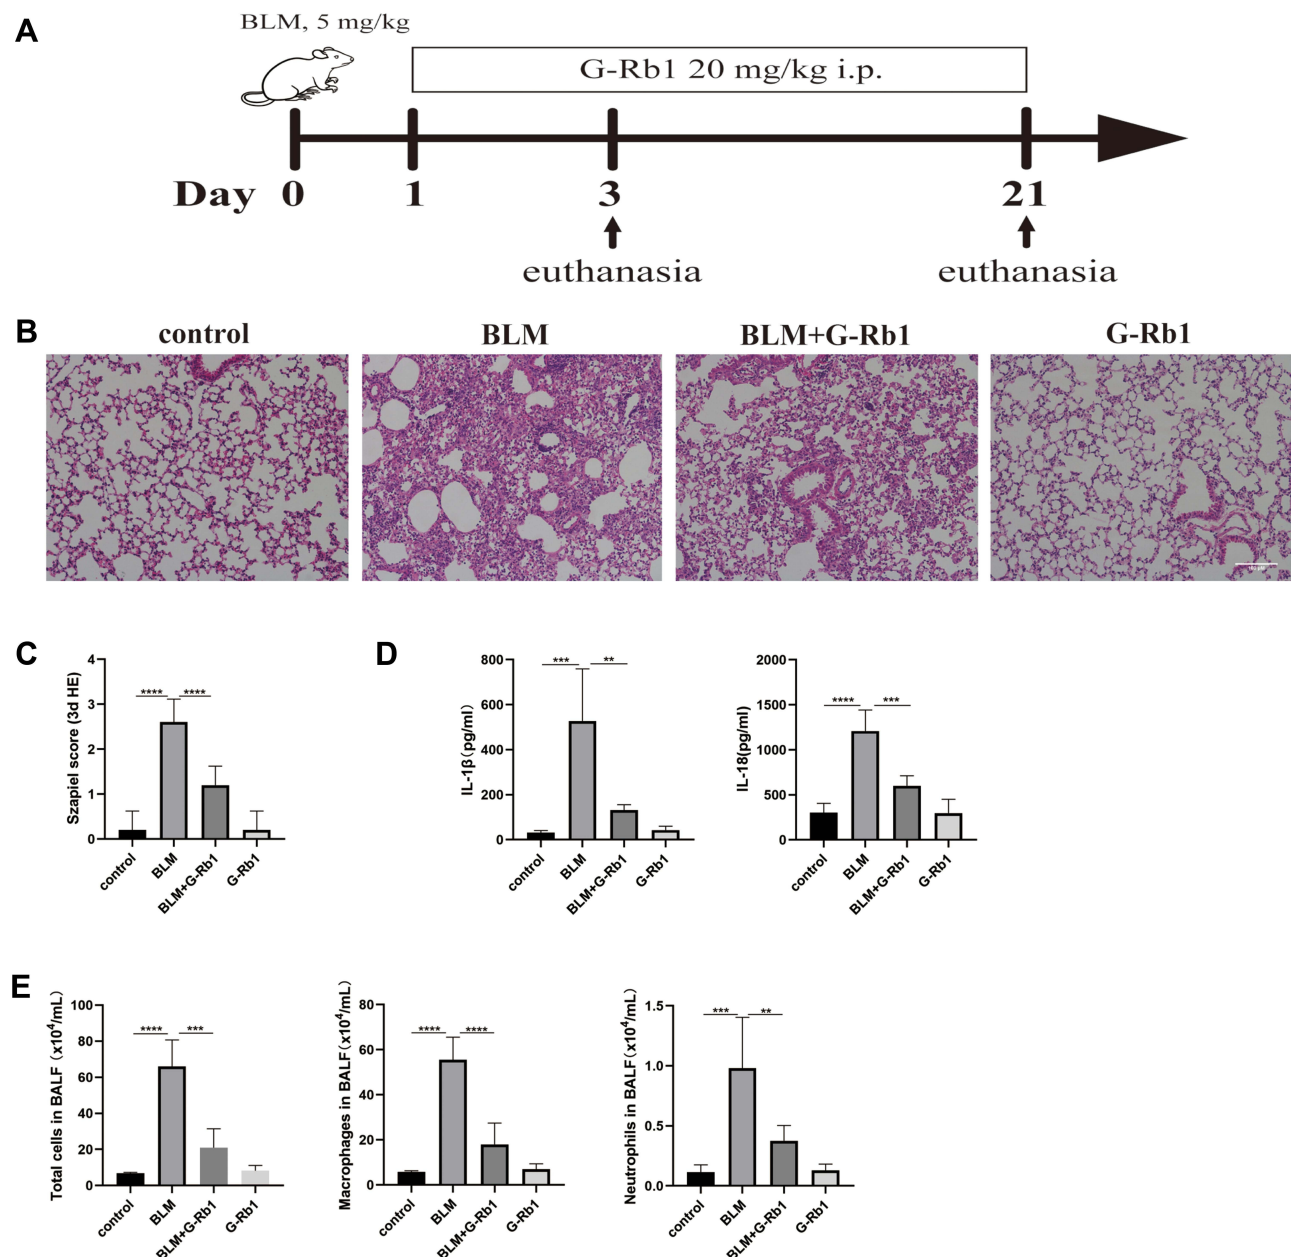 A
BLM, 5 mg/kg
G-Rb1 20 mg/kg i.p.
Day 0 1 3 21
euthanasia euthanasia
B
control BLM BLM+G-Rb1 G-Rb1
C
Szapiel score (3d HE)
4
3
2
1
0
****
****
control
BLM
BLM+G-Rb1
G-Rb1
D
IL-1β(pg/ml)
800
600
400
200
0
***
**
control
BLM
BLM+G-Rb1
G-Rb1
IL-18(pg/ml)
2000
1500
1000
500
0
****
***
control
BLM
BLM+G-Rb1
G-Rb1
E
Total cells in BALF (x10⁴/mL)
100
80
60
40
20
0
****
***
control
BLM
BLM+G-Rb1
G-Rb1
Macrophages in BALF(x10⁴/mL)
80
60
40
20
0
****
****
control
BLM
BLM+G-Rb1
G-Rb1
Neutrophils in BALF(x10⁴/mL)
1.5
1.0
0.5
0.0
***
**
control
BLM
BLM+G-Rb1
G-Rb1